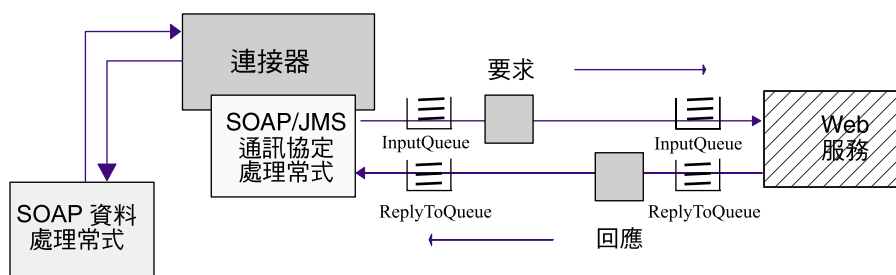 連接器
要求
SOAP/JMS
通訊協定
處理常式
InputQueue
InputQueue
Web
服務
SOAP 資料
處理常式
ReplyToQueue
ReplyToQueue
回應